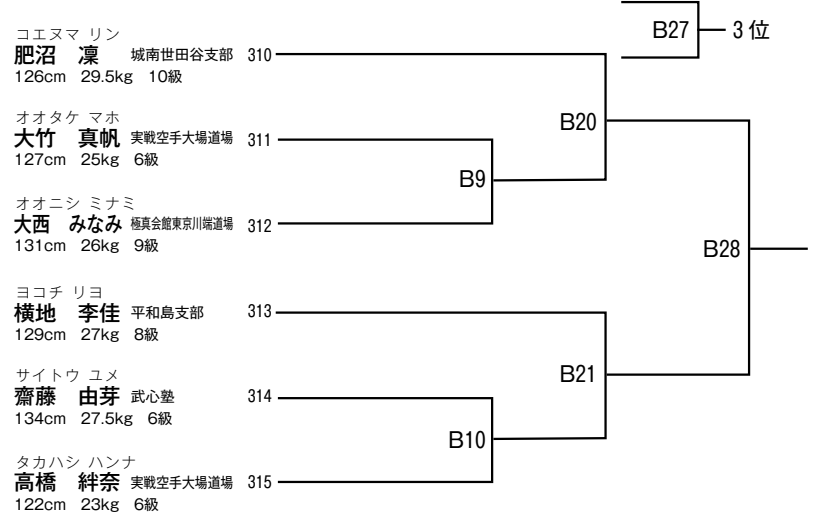 B27 3位
コエヌマ リン
肥沼 凜 城南世田谷支部 310
126cm 29.5kg 10級
B20
オオタケ マホ
大竹 真帆 実戦空手大場道場 311
127cm 25kg 6級
B9
オオニシ ミナミ
大西 みなみ 極真会館東京川端道場 312
131cm 26kg 9級
B28
ヨコチ リヨ
横地 李佳 平和島支部 313
129cm 27kg 8級
B21
サイトウ ユメ
齋藤 由芽 武心塾 314
134cm 27.5kg 6級
B10
タカハシ ハンナ
高橋 絆奈 実戦空手大場道場 315
122cm 23kg 6級